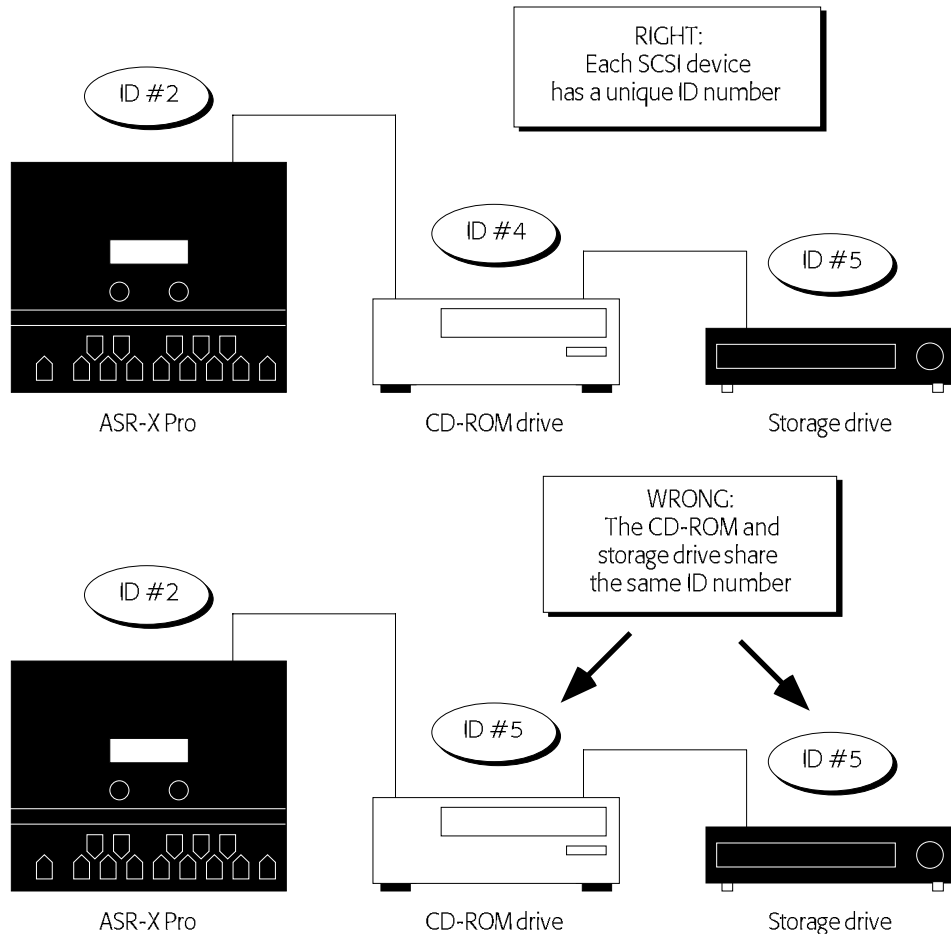 RIGHT:
Each SCSI device
has a unique ID number
ID #2
ID #4
ID #5
ASR-X Pro
CD-ROM drive
Storage drive
WRONG:
The CD-ROM and
storage drive share
the same ID number
ID #2
ID #5
ID #5
ASR-X Pro
CD-ROM drive
Storage drive